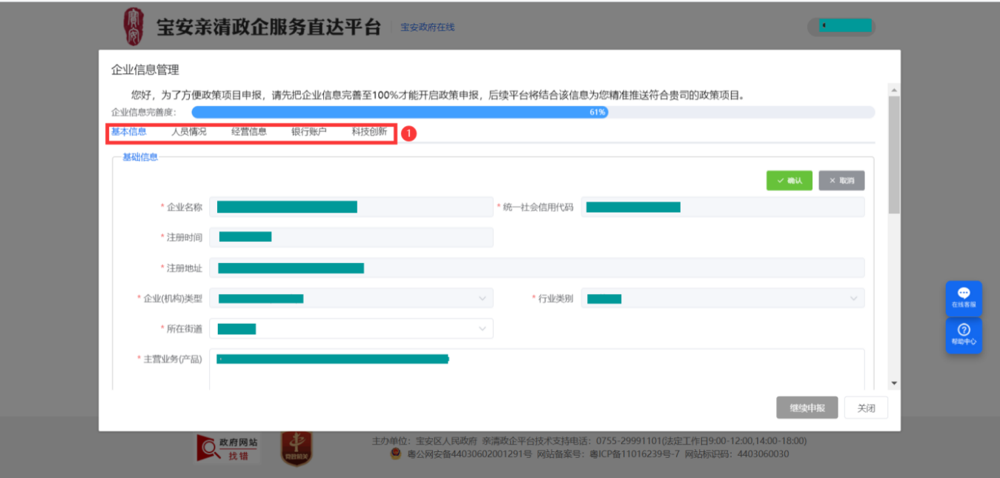 宝安
宝安亲清政企服务直达平台 宝安政府在线
企业信息管理
您好，为了方便政策项目申报，请先把企业信息完善至100%才能开启政策申报，后续平台将结合该信息为您精准推送符合贵司的政策项目。
企业信息完善度： 61%
基本信息 人员情况 经营信息 银行账户 科技创新 1
基础信息
✓ 确认 × 取消
* 企业名称 * 统一社会信用代码
* 注册时间
* 注册地址
* 企业(机构)类型 * 行业类别
* 所在街道
* 主营业务(产品)
在线客服
帮助中心
继续申报 关闭
政府网站
找错
党政机关
主办单位：宝安区人民政府 亲清政企平台技术支持电话：0755-29991101(法定工作日9:00-12:00,14:00-18:00)
粤公网安备44030602001291号 网站备案号：粤ICP备11016239号-7 网站标识码：4403060030